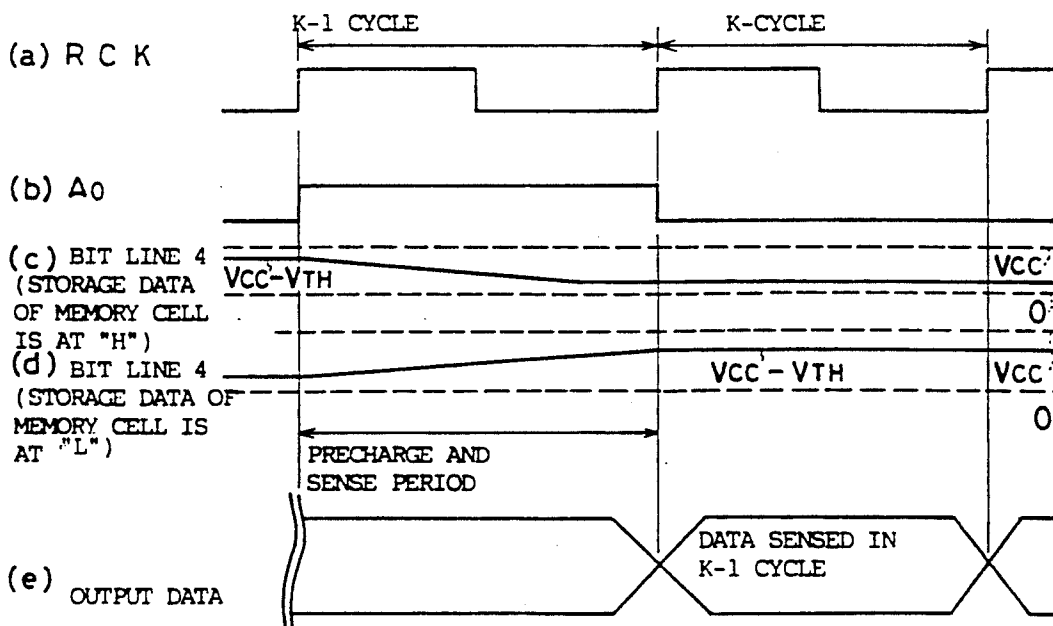 K-1 CYCLE
K-CYCLE
(a) R C K
(b) A0
(c) BIT LINE 4
(STORAGE DATA
OF MEMORY CELL
IS AT "H")
VCC'-VTH
VCC'
0
(d) BIT LINE 4
(STORAGE DATA OF
MEMORY CELL IS
AT "L")
VCC'-VTH
VCC'
0
PRECHARGE AND
SENSE PERIOD
DATA SENSED IN
K-1 CYCLE
(e) OUTPUT DATA